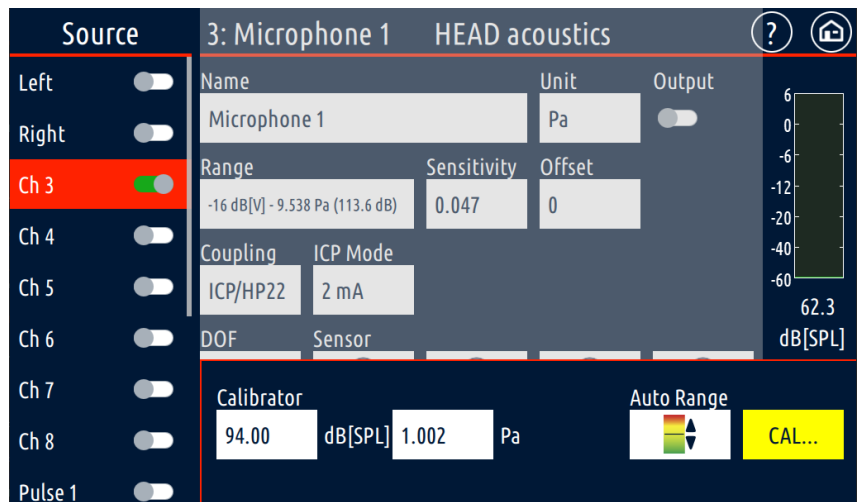 Source
3: Microphone 1 HEAD acoustics ?
Left
Right
Ch 3
Ch 4
Ch 5
Ch 6
Ch 7
Ch 8
Pulse 1
Name Unit Output
Microphone 1 Pa
Range Sensitivity Offset
-16 dB[V] - 9.538 Pa (113.6 dB) 0.047 0
Coupling ICP Mode
ICP/HP22 2 mA
DOF Sensor
6
0
-6
-12
-20
-40
-60
62.3
dB[SPL]
Calibrator Auto Range
94.00 dB[SPL] 1.002 Pa CAL...